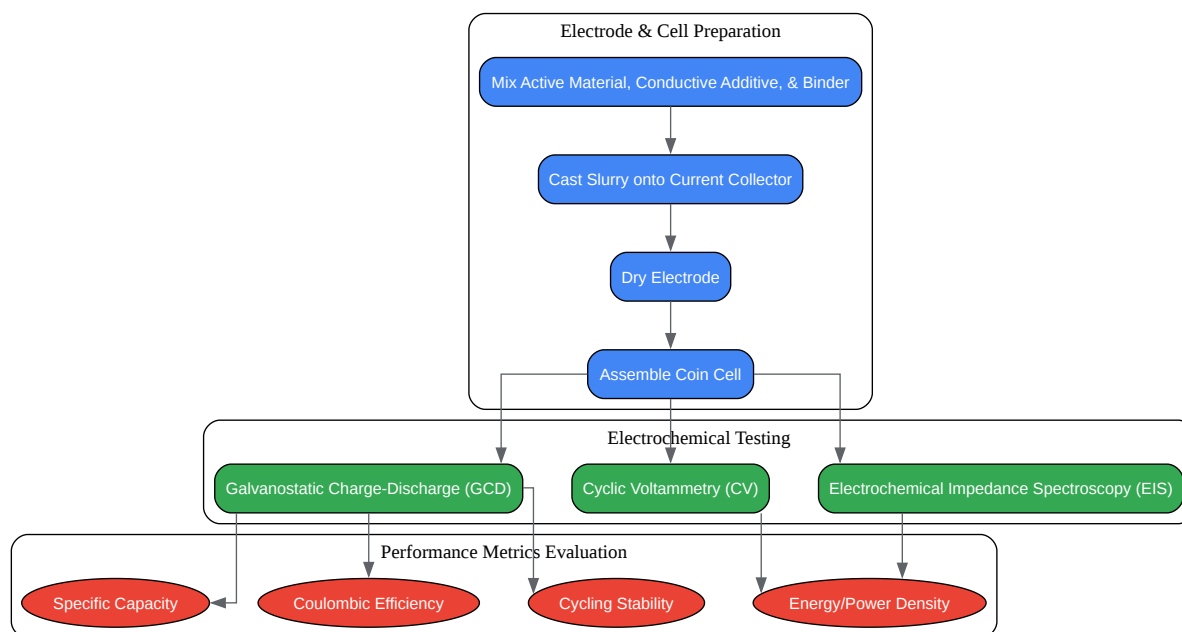 Electrode & Cell Preparation
Mix Active Material, Conductive Additive, & Binder
Cast Slurry onto Current Collector
Dry Electrode
Assemble Coin Cell
Electrochemical Testing
Galvanostatic Charge-Discharge (GCD)
Cyclic Voltammetry (CV)
Electrochemical Impedance Spectroscopy (EIS)
Performance Metrics Evaluation
Specific Capacity
Coulombic Efficiency
Cycling Stability
Energy/Power Density